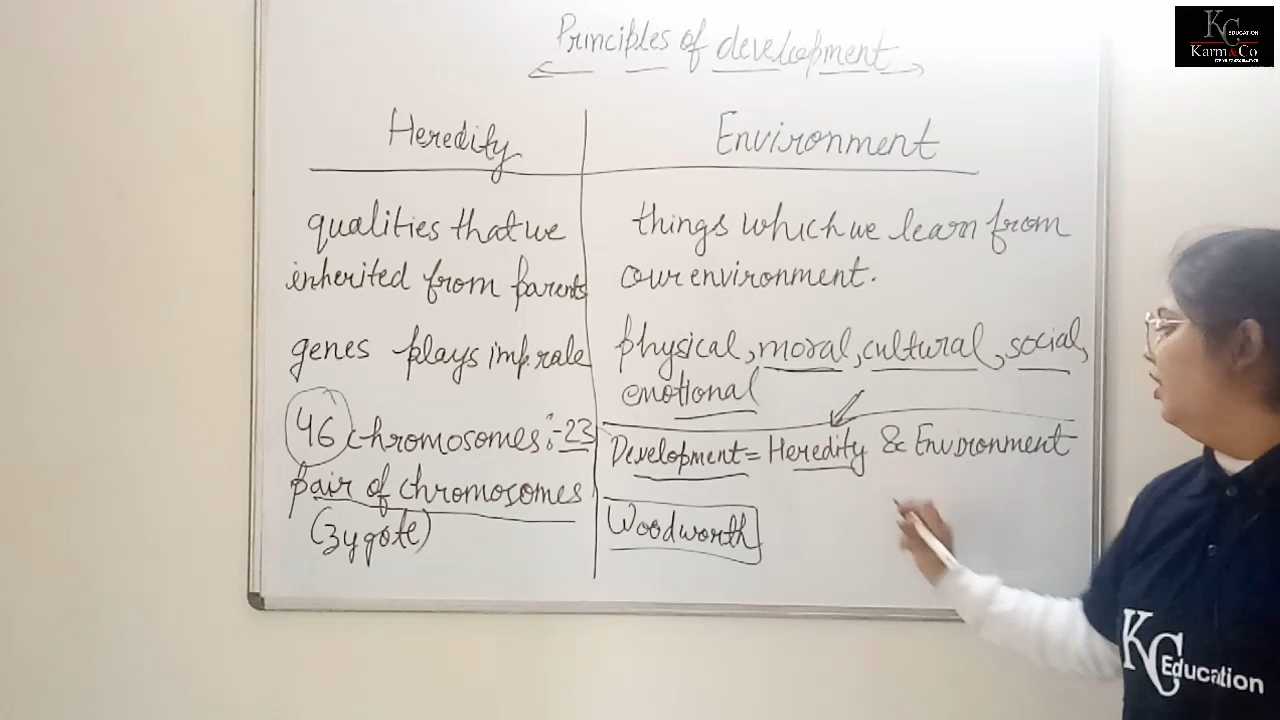 KC EDUCATION
Karm&Co
Principles of development
Heredity
Environment
qualities that we
inherited from parents
genes plays imp. role
46 chromosomes :- 23
pair of chromosomes
(zygote)
things which we learn from
our environment.
physical, moral, cultural, social,
emotional
Development = Heredity & Environment
Woodworth
KC Education